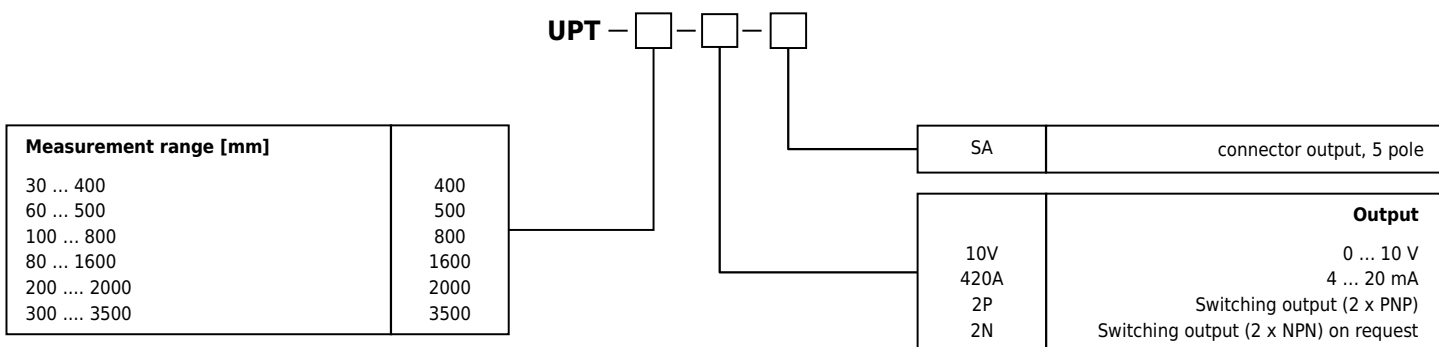 UPT – –  –
Measurement range [mm]
30 ... 400 400
60 ... 500 500
100 ... 800 800
80 ... 1600 1600
200 .... 2000 2000
300 .... 3500 3500
SA connector output, 5 pole
Output
10V 0 ... 10 V
420A 4 ... 20 mA
2P Switching output (2 x PNP)
2N Switching output (2 x NPN) on request